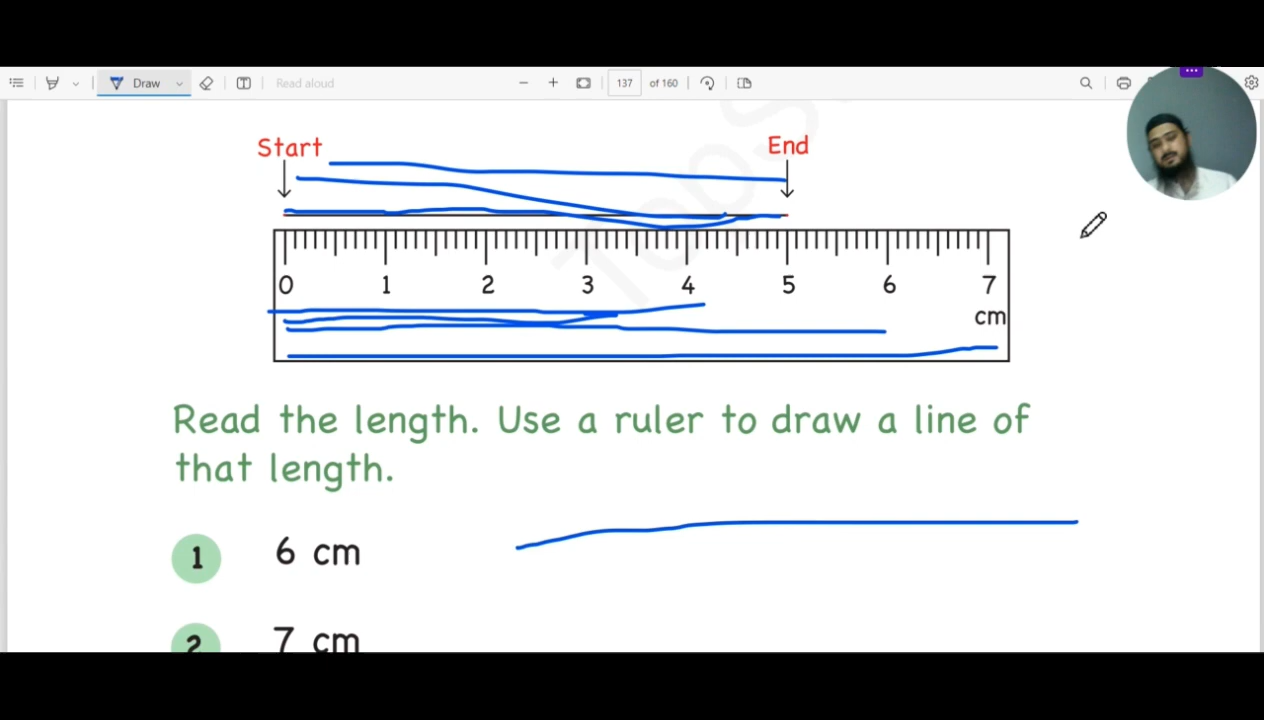 Draw
Read aloud
137 of 160
Start End
0 1 2 3 4 5 6 7
cm
Read the length. Use a ruler to draw a line of
that length.
1 6 cm
2 7 cm